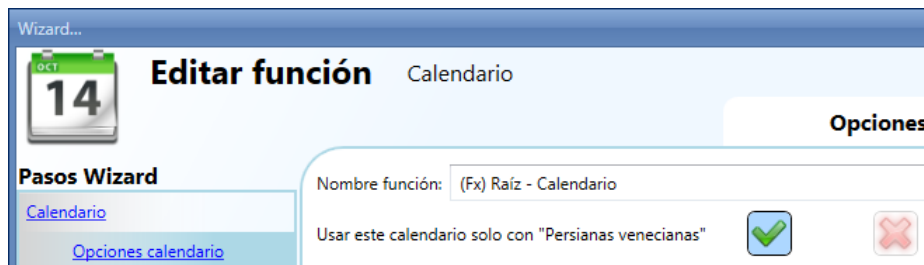 Wizard...
OCT
14
Editar función
Calendario
Opciones
Pasos Wizard
Nombre función: (Fx) Raíz - Calendario
Calendario
Usar este calendario solo con "Persianas venecianas"
Opciones calendario